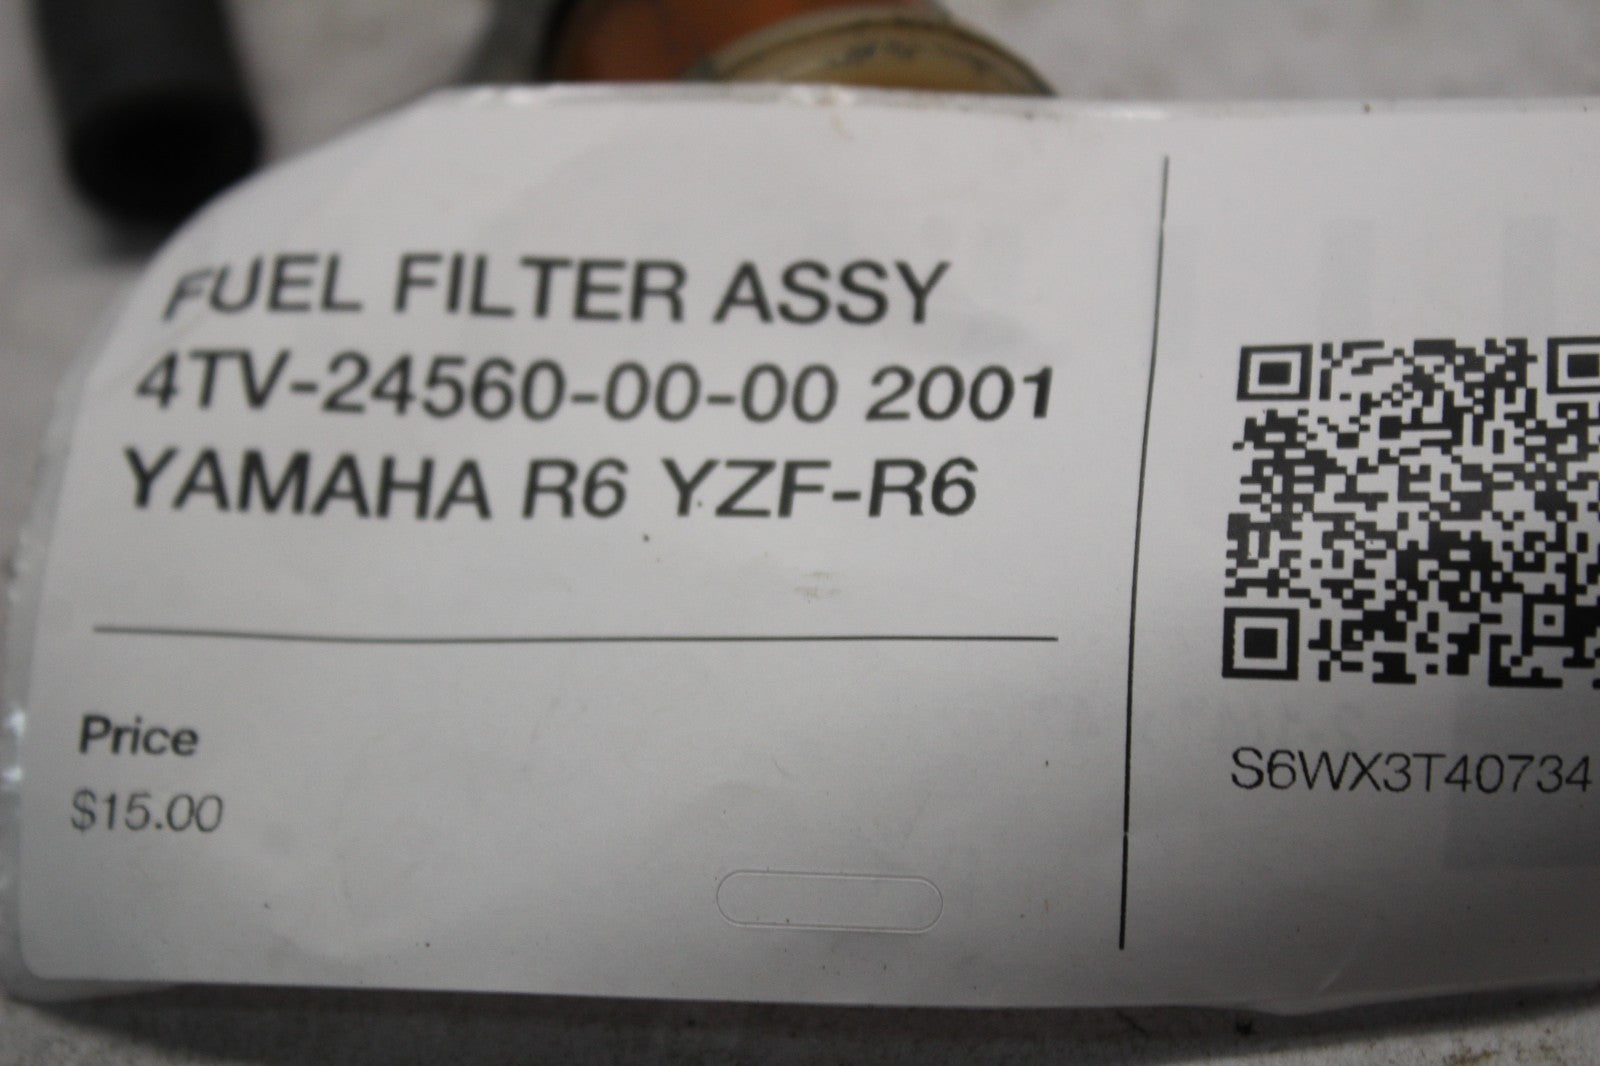 FUEL FILTER ASSY
4TV-24560-00-00 2001
YAMAHA R6 YZF-R6
Price
$15.00
S6WX3T40734